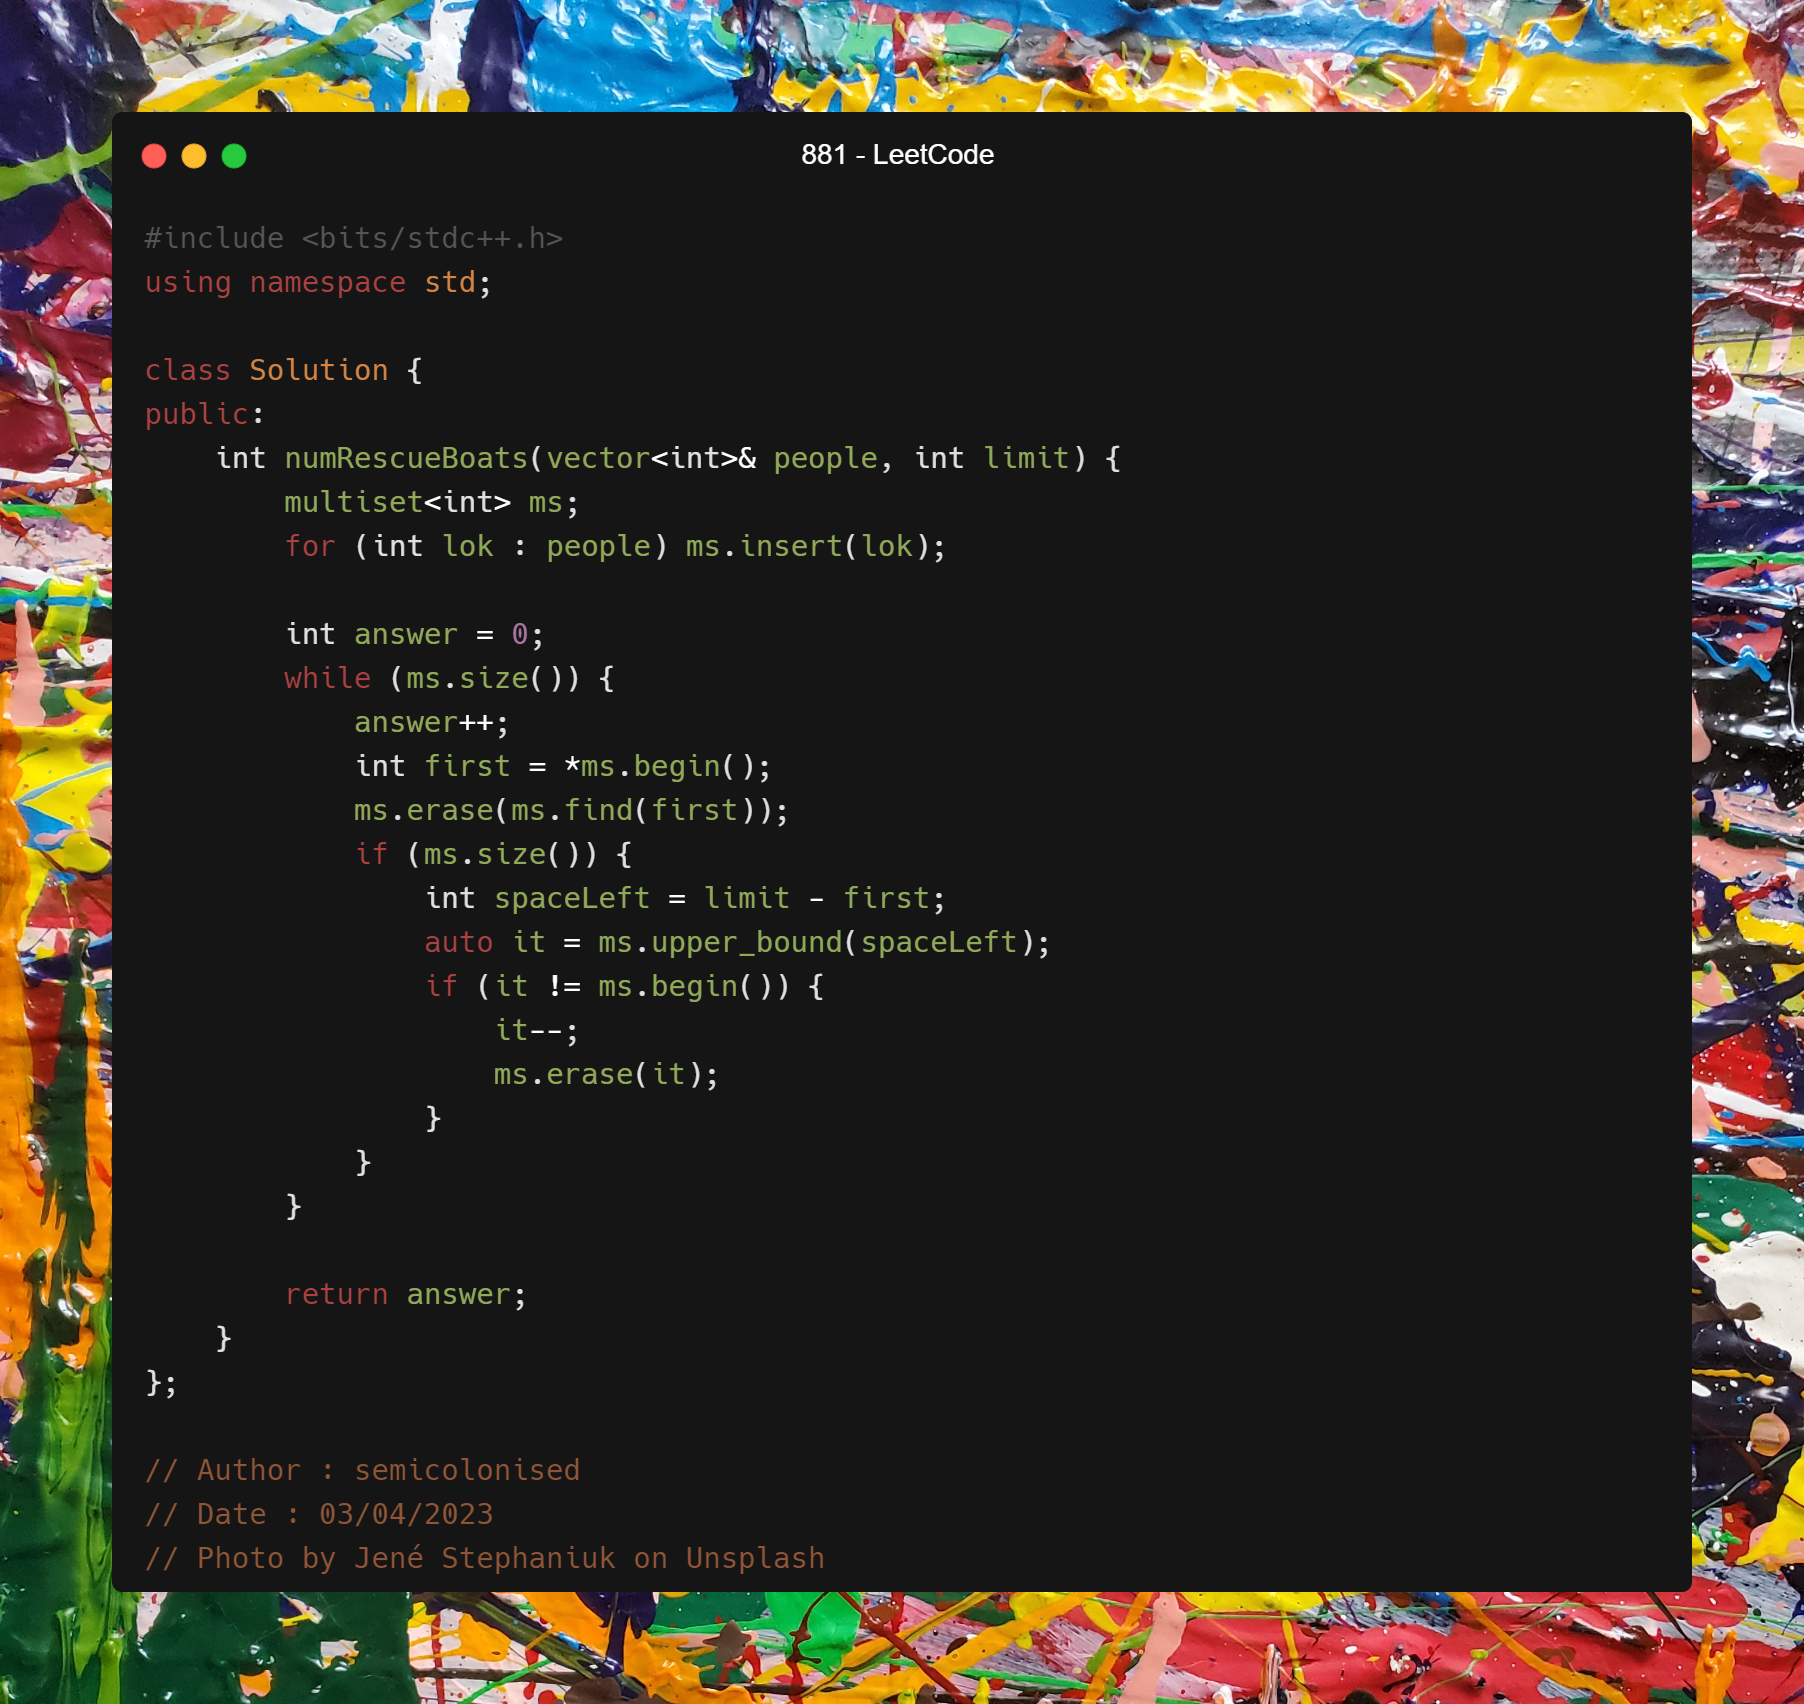 881 - LeetCode
#include <bits/stdc++.h>
using namespace std;
class Solution {
public:
    int numRescueBoats(vector<int>& people, int limit) {
        multiset<int> ms;
        for (int lok : people) ms.insert(lok);
        int answer = 0;
        while (ms.size()) {
            answer++;
            int first = *ms.begin();
            ms.erase(ms.find(first));
            if (ms.size()) {
                int spaceLeft = limit - first;
                auto it = ms.upper_bound(spaceLeft);
                if (it != ms.begin()) {
                    it--;
                    ms.erase(it);
                }
            }
        }
        return answer;
    }
};
// Author : semicolonised
// Date : 03/04/2023
// Photo by Jené Stephaniuk on Unsplash